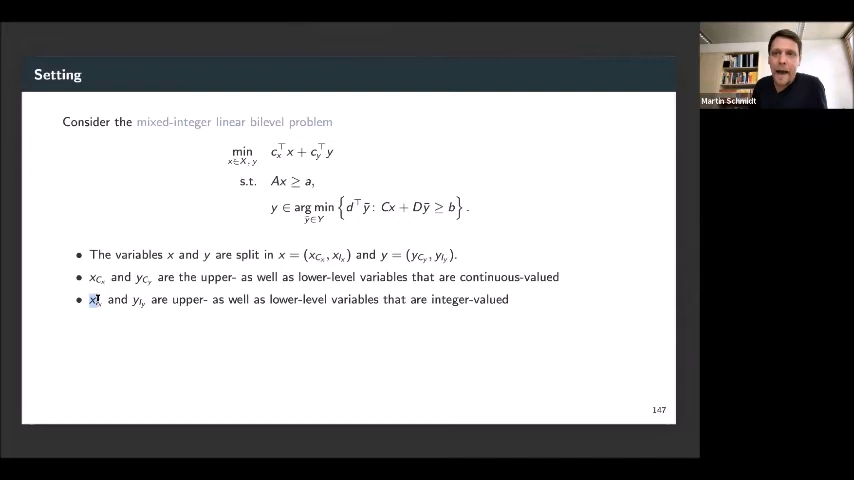 Setting
Martin Schmidt
Consider the mixed-integer linear bilevel problem
min x∈X, y c_x^⊤ x + c_y^⊤ y
s.t. Ax ≥ a,
y ∈ arg min ȳ∈Y { d^⊤ ȳ : Cx + Dȳ ≥ b } .
• The variables x and y are split in x = (x_{C_x}, x_{I_x}) and y = (y_{C_y}, y_{I_y}).
• x_{C_x} and y_{C_y} are the upper- as well as lower-level variables that are continuous-valued
• x_{I_x} and y_{I_y} are upper- as well as lower-level variables that are integer-valued
147